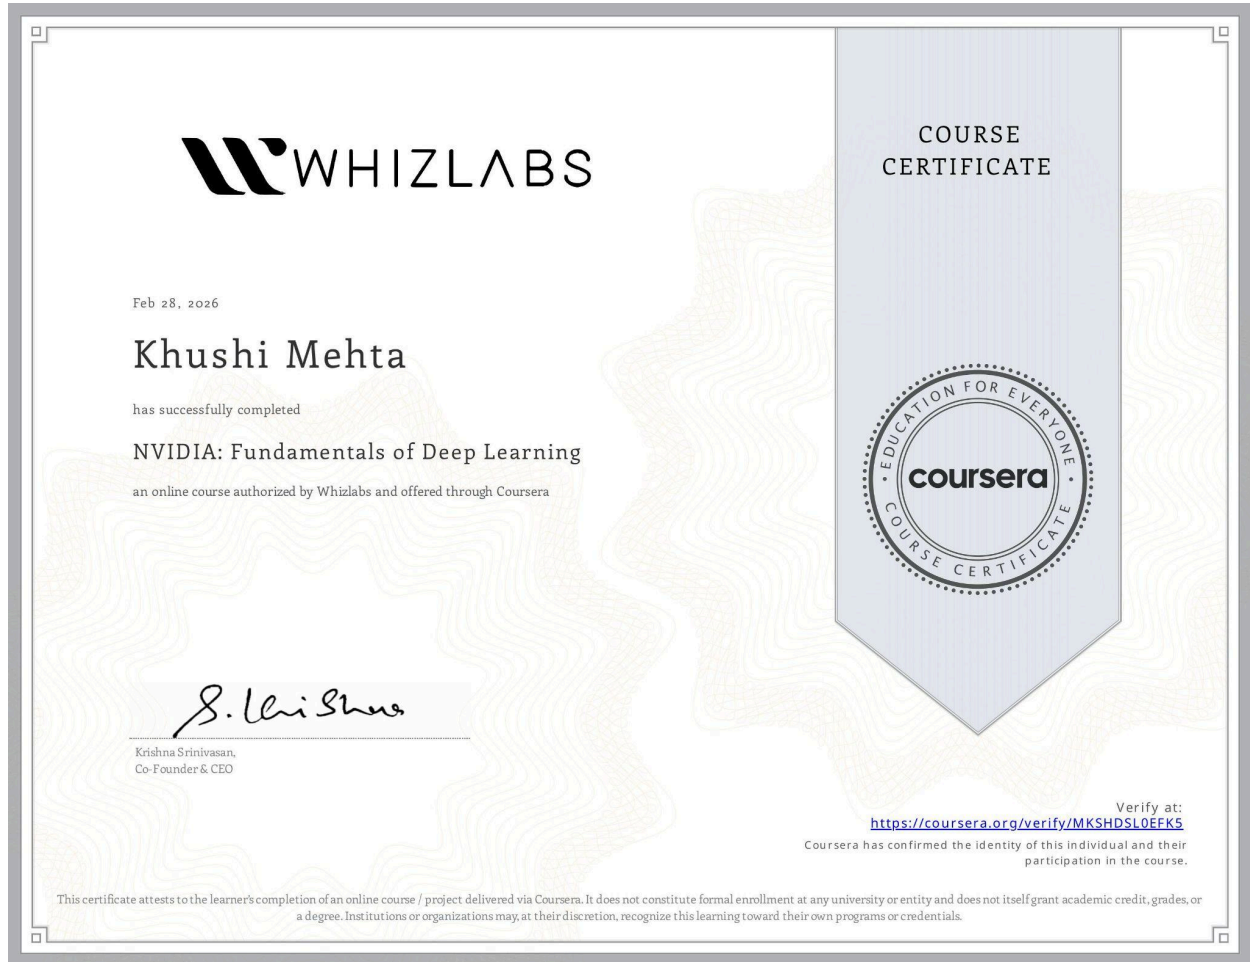 WHIZLABS
COURSE
CERTIFICATE
Feb 28, 2026
Khushi Mehta
has successfully completed
NVIDIA: Fundamentals of Deep Learning
an online course authorized by Whizlabs and offered through Coursera
EDUCATION FOR EVERYONE
coursera
COURSE CERTIFICATE
S. Krishna
Krishna Srinivasan,
Co-Founder & CEO
Verify at:
https://coursera.org/verify/MKSHDSL0EFK5
Coursera has confirmed the identity of this individual and their
participation in the course.
This certificate attests to the learner's completion of an online course / project delivered via Coursera. It does not constitute formal enrollment at any university or entity and does not itself grant academic credit, grades, or
a degree. Institutions or organizations may, at their discretion, recognize this learning toward their own programs or credentials.